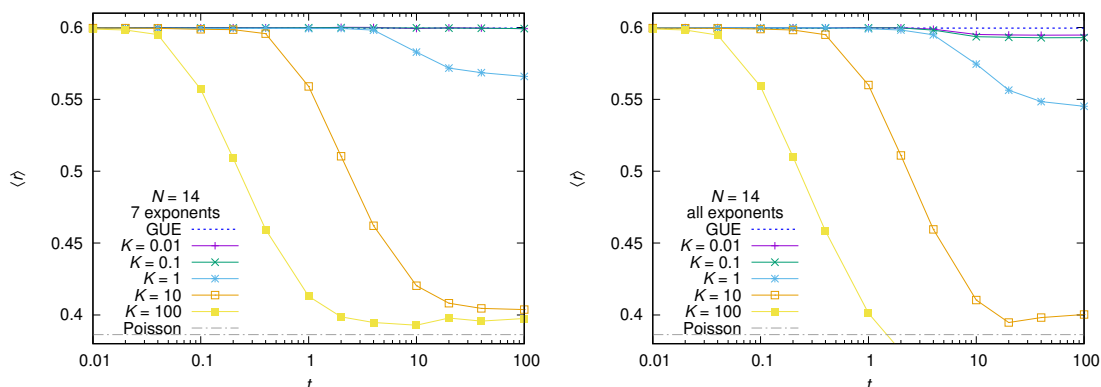 0.6
0.55
0.5
0.45
0.4
⟨r⟩
N = 14
7 exponents
GUE
K = 0.01
K = 0.1
K = 1
K = 10
K = 100
Poisson
0.01 0.1 1 10 100
t
0.6
0.55
0.5
0.45
0.4
⟨r⟩
N = 14
all exponents
GUE
K = 0.01
K = 0.1
K = 1
K = 10
K = 100
Poisson
0.01 0.1 1 10 100
t